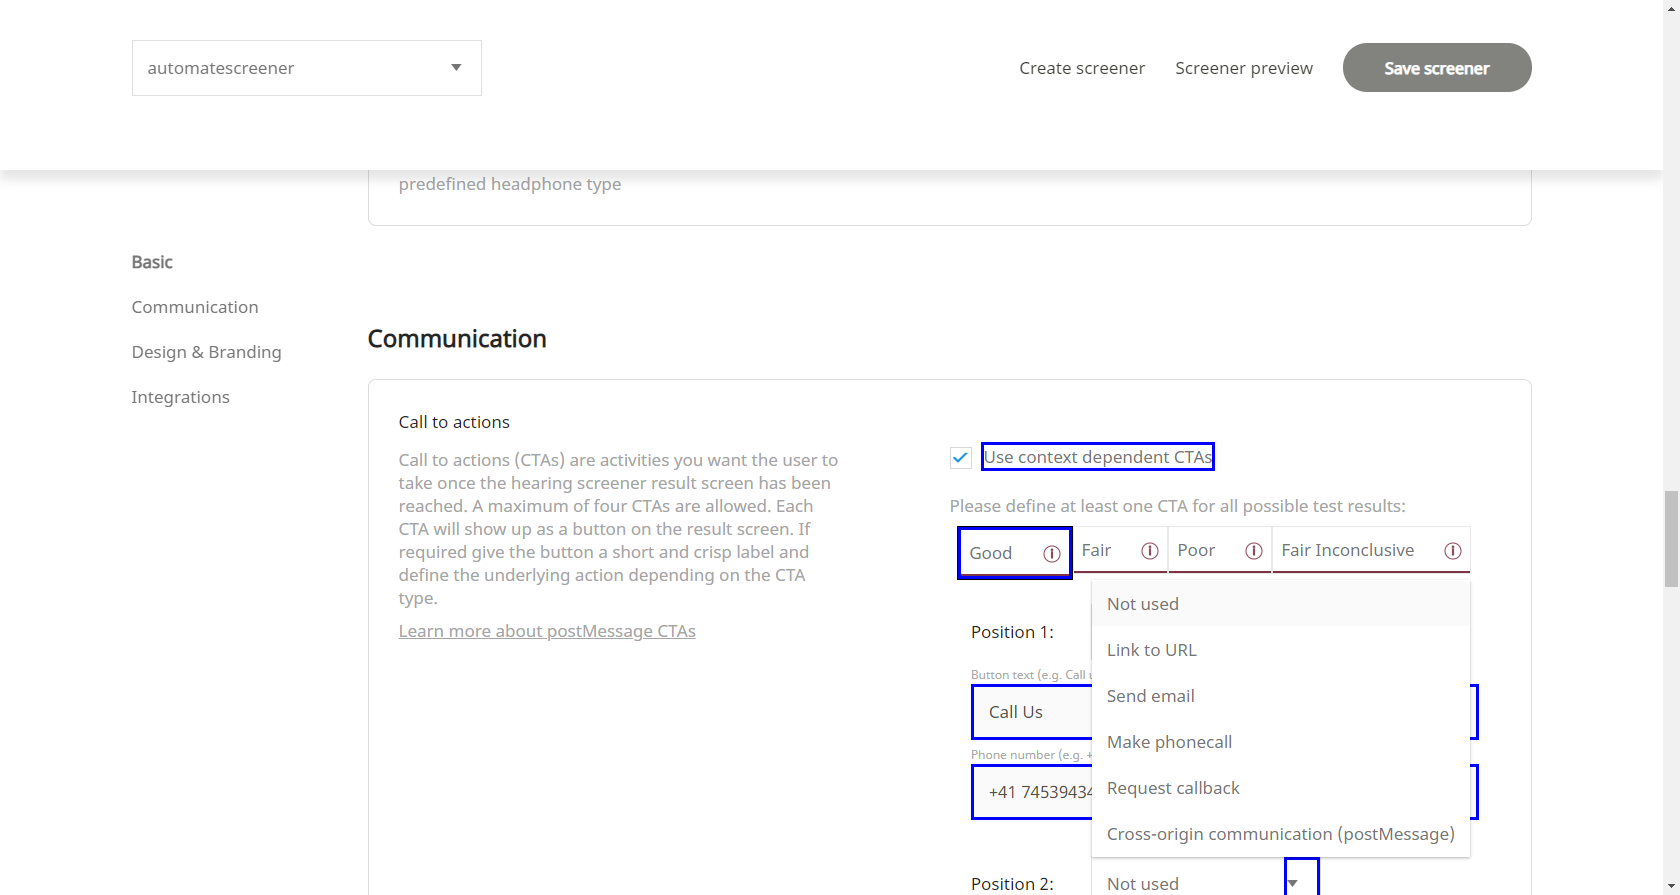 automatescreener
Create screener
Screener preview
Save screener
predefined headphone type
Basic
Communication
Design & Branding
Integrations
Communication
Call to actions
Call to actions (CTAs) are activities you want the user to
take once the hearing screener result screen has been
reached. A maximum of four CTAs are allowed. Each
CTA will show up as a button on the result screen. If
required give the button a short and crisp label and
define the underlying action depending on the CTA
type.
Learn more about postMessage CTAs
Use context dependent CTAs
Please define at least one CTA for all possible test results:
Good
Fair
Poor
Fair Inconclusive
Position 1:
Not used
Link to URL
Send email
Make phonecall
Request callback
Cross-origin communication (postMessage)
Button text (e.g. Call
Call Us
Phone number (e.g. +
+41 7453943
Position 2:
Not used